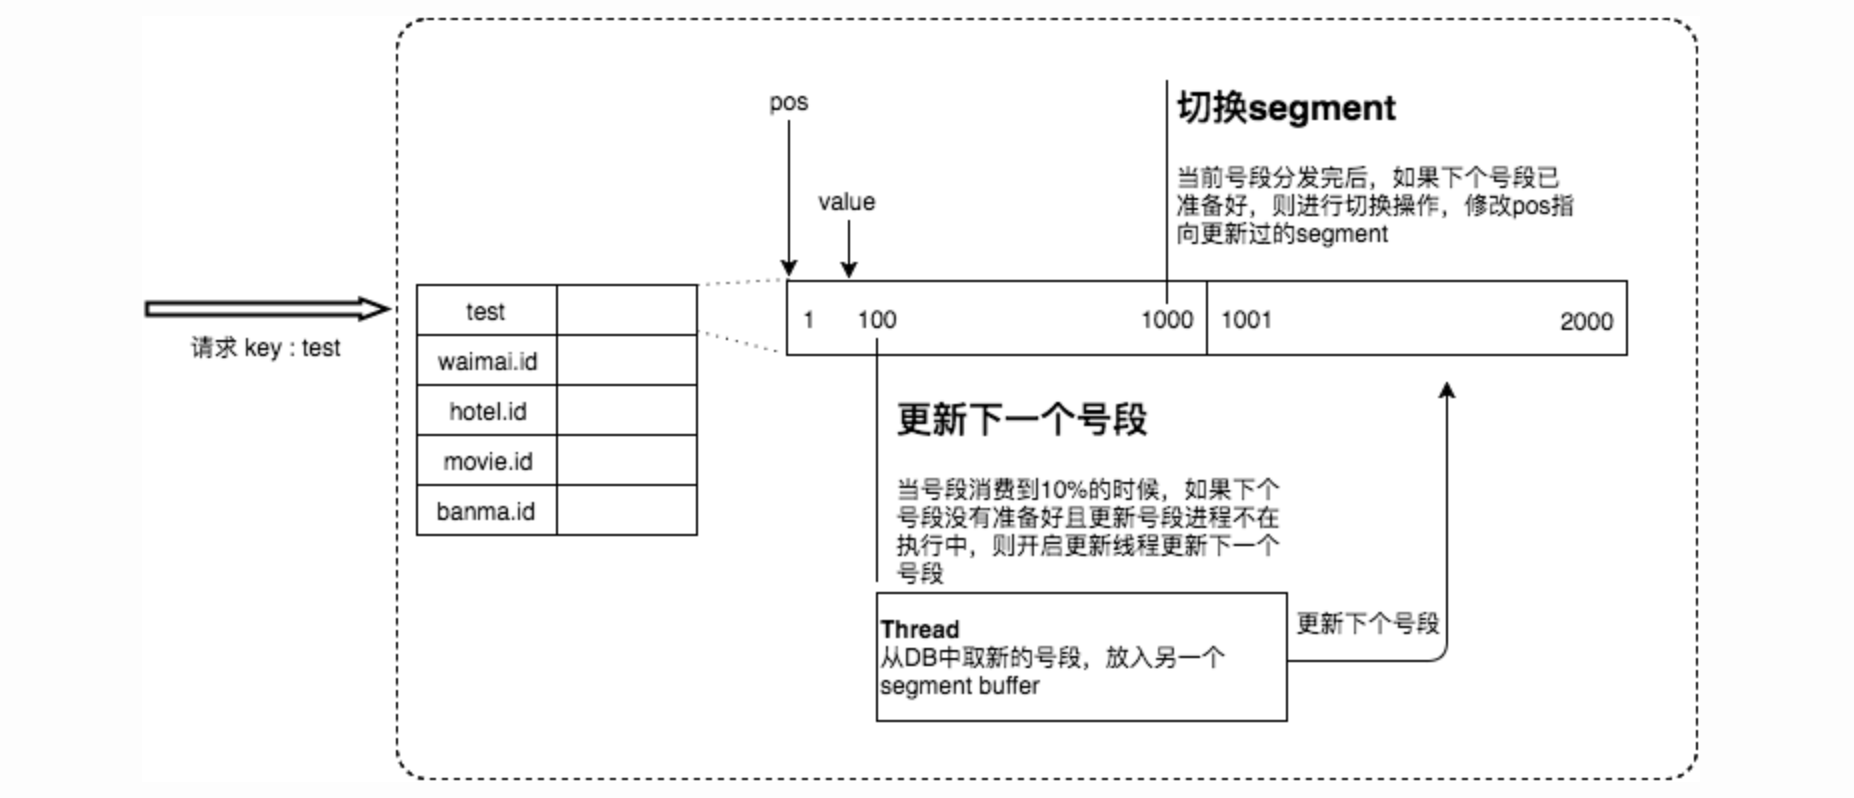 pos
value
切换segment
当前号段分发完后，如果下个号段已
准备好，则进行切换操作，修改pos指
向更新过的segment
请求 key : test
test
waimai.id
hotel.id
movie.id
banma.id
1 100 1000 1001 2000
更新下一个号段
当号段消费到10%的时候，如果下个
号段没有准备好且更新号段进程不在
执行中，则开启更新线程更新下一个
号段
Thread
从DB中取新的号段，放入另一个
segment buffer
更新下个号段